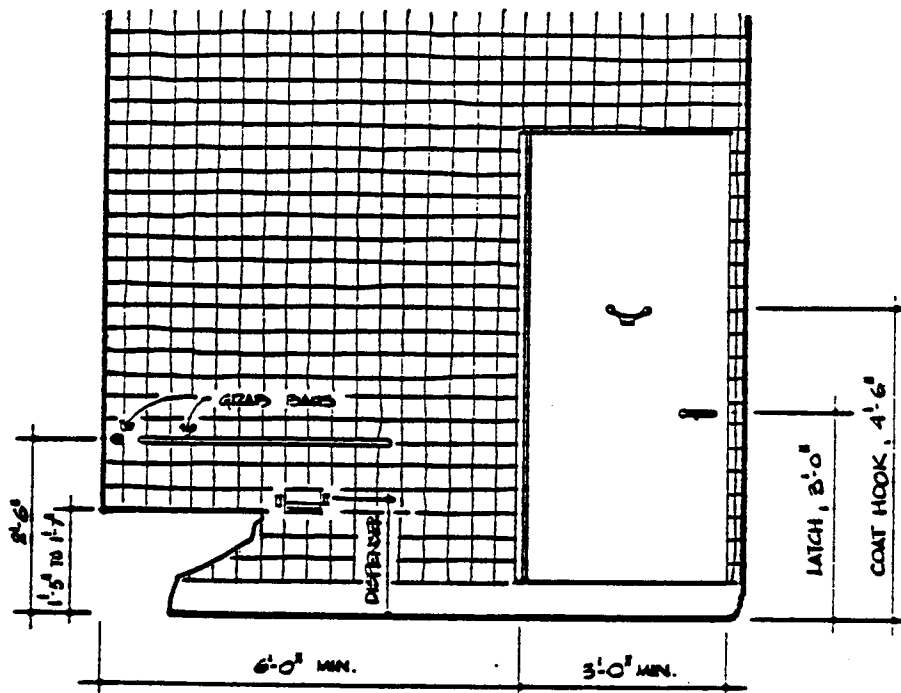 GRAB BARS
2'-6"
1'-5" TO 1'-7"
DISPENSER
LATCH, 3'-0"
COAT HOOK, 4'-6"
6'-0" MIN.
3'-0" MIN.